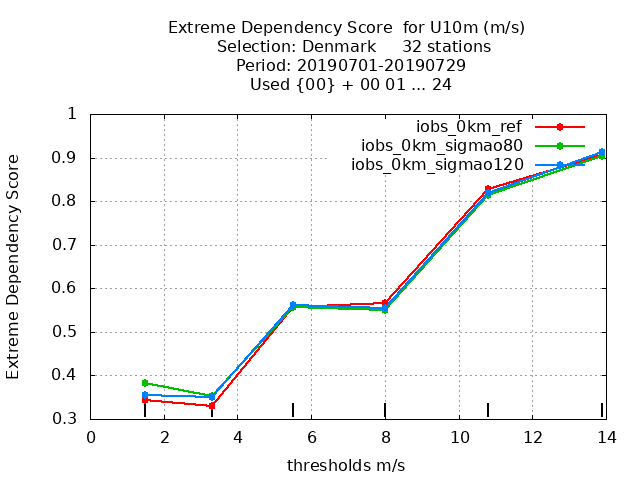 Extreme Dependency Score  for U10m (m/s)
Selection: Denmark     32 stations
Period: 20190701-20190729
Used {00} + 00 01 ... 24
iobs_0km_ref
iobs_0km_sigmao80
iobs_0km_sigmao120
Extreme Dependency Score
1
0.9
0.8
0.7
0.6
0.5
0.4
0.3
0 2 4 6 8 10 12 14
thresholds m/s